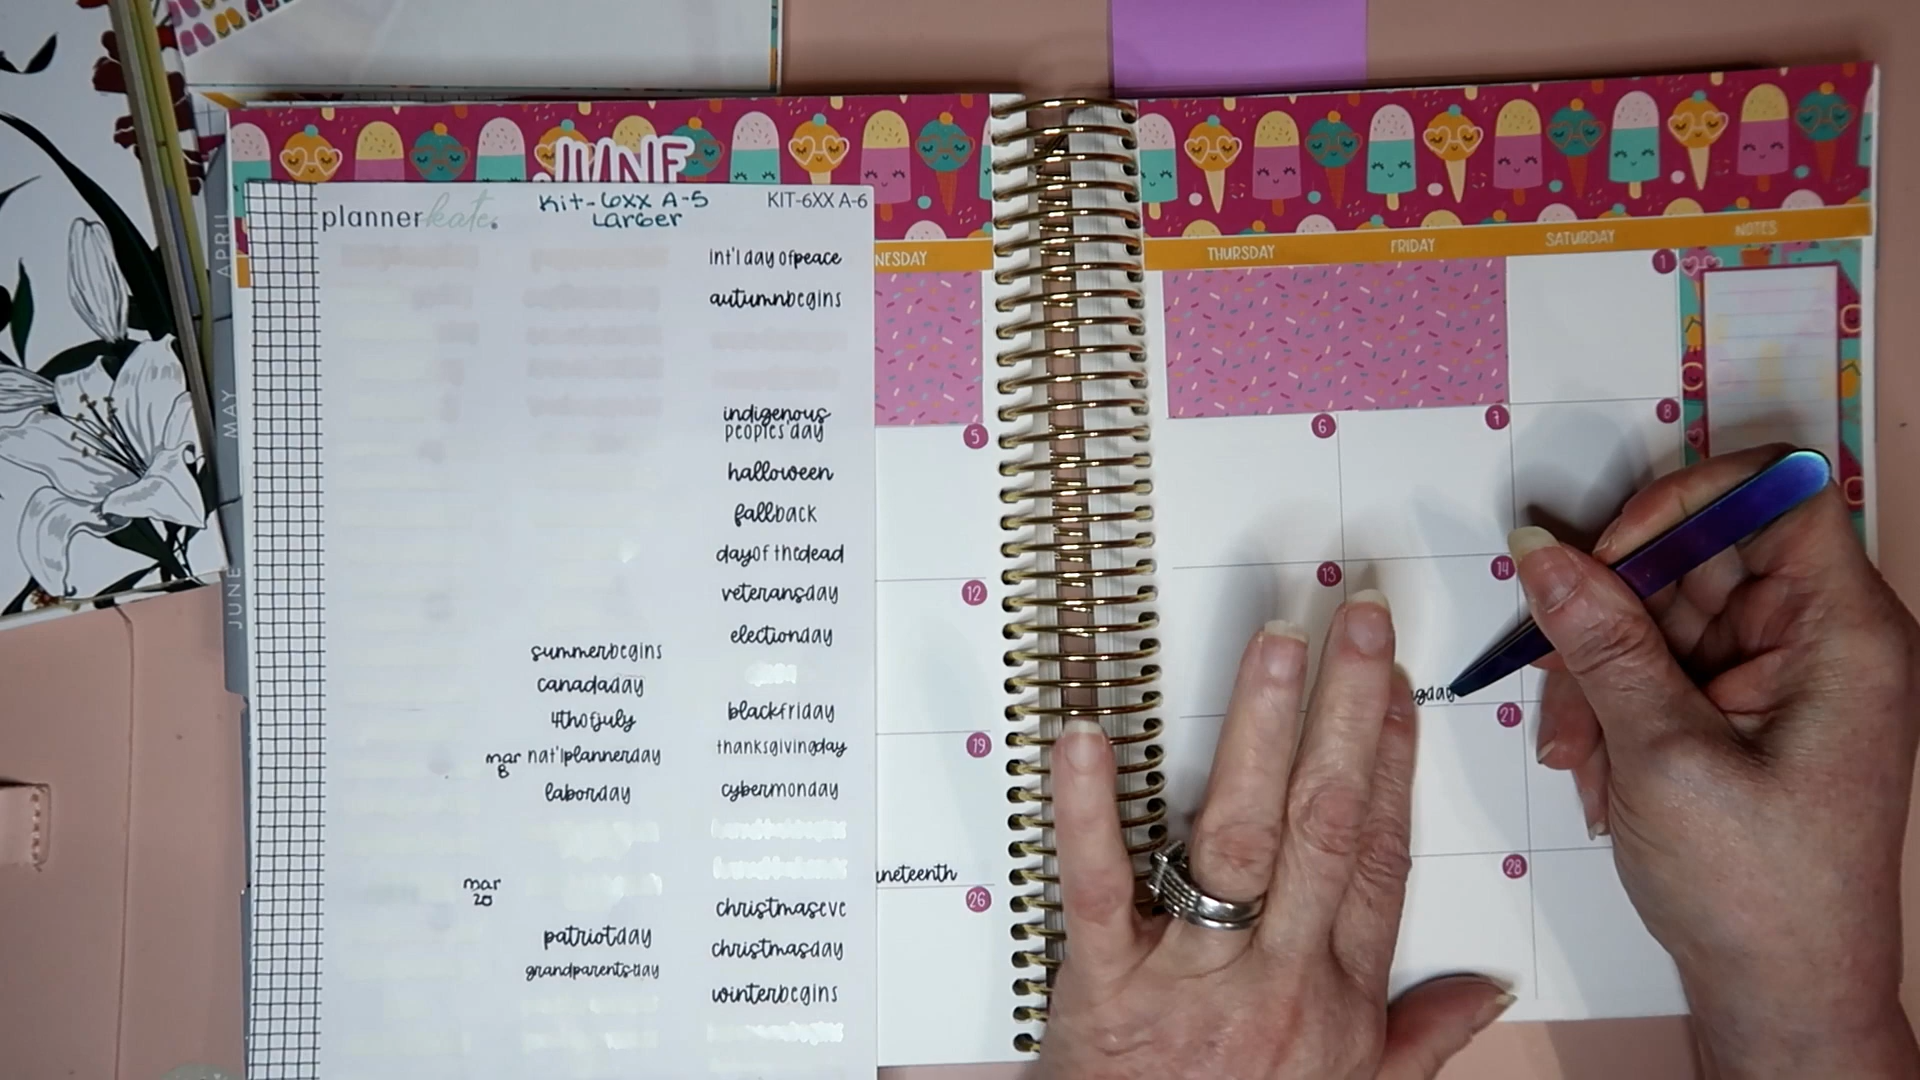 JUNE
plannerkate.
Kit-6XX A-5
Larger
KIT-6XX A-6
int'l day of peace
autumn begins
indigenous
peoples' day
halloween
fall back
day of the dead
veterans day
election day
black friday
thanksgiving day
cyber monday
christmas eve
christmas day
winter begins
summer begins
canada day
4th of july
mar
8
nat'l planner day
labor day
mar
20
patriot day
grandparents day
APRIL
MAY
JUNE
NESDAY
THURSDAY
FRIDAY
SATURDAY
NOTES
1
5
6
7
8
12
13
14
19
21
uneteenth
gday
26
28